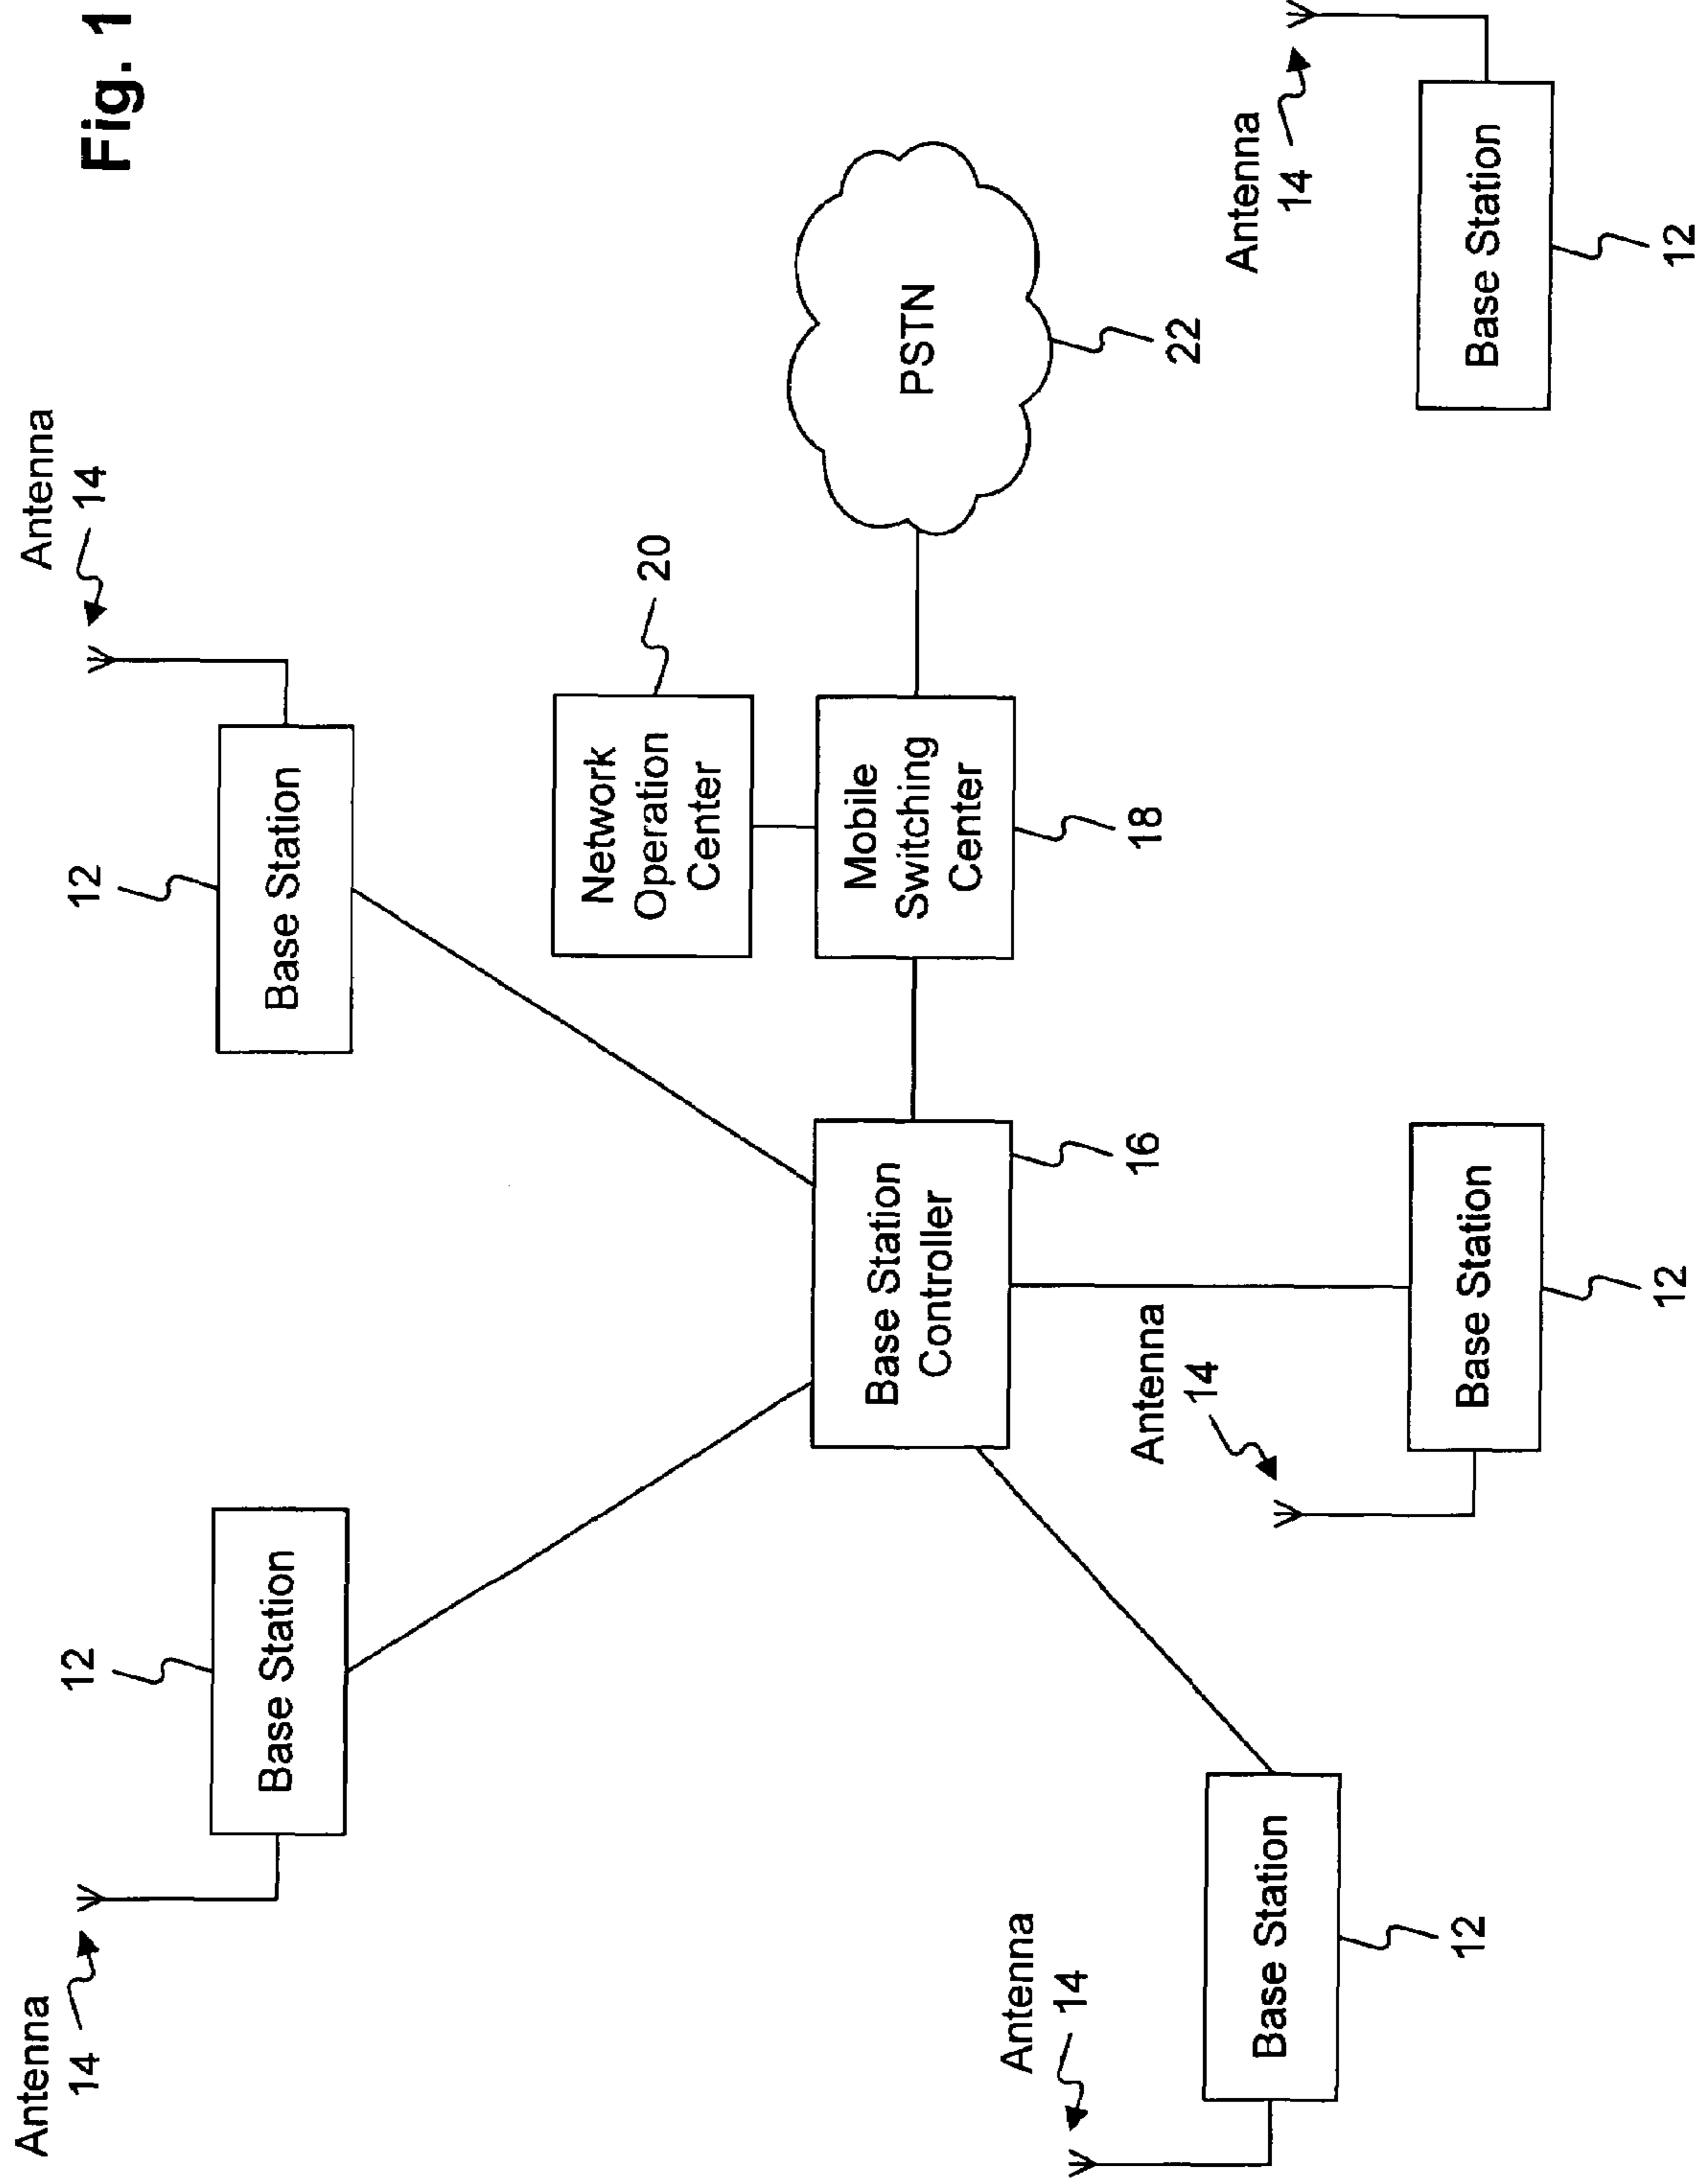 Fig. 1
Antenna
14
12
Base Station
12
Base Station
Antenna
14
Network
Operation
Center
20
Mobile
Switching
Center
18
PSTN
22
Base Station
Controller
16
Antenna
14
Base Station
12
Antenna
14
Base Station
12
Antenna
14
Base Station
12